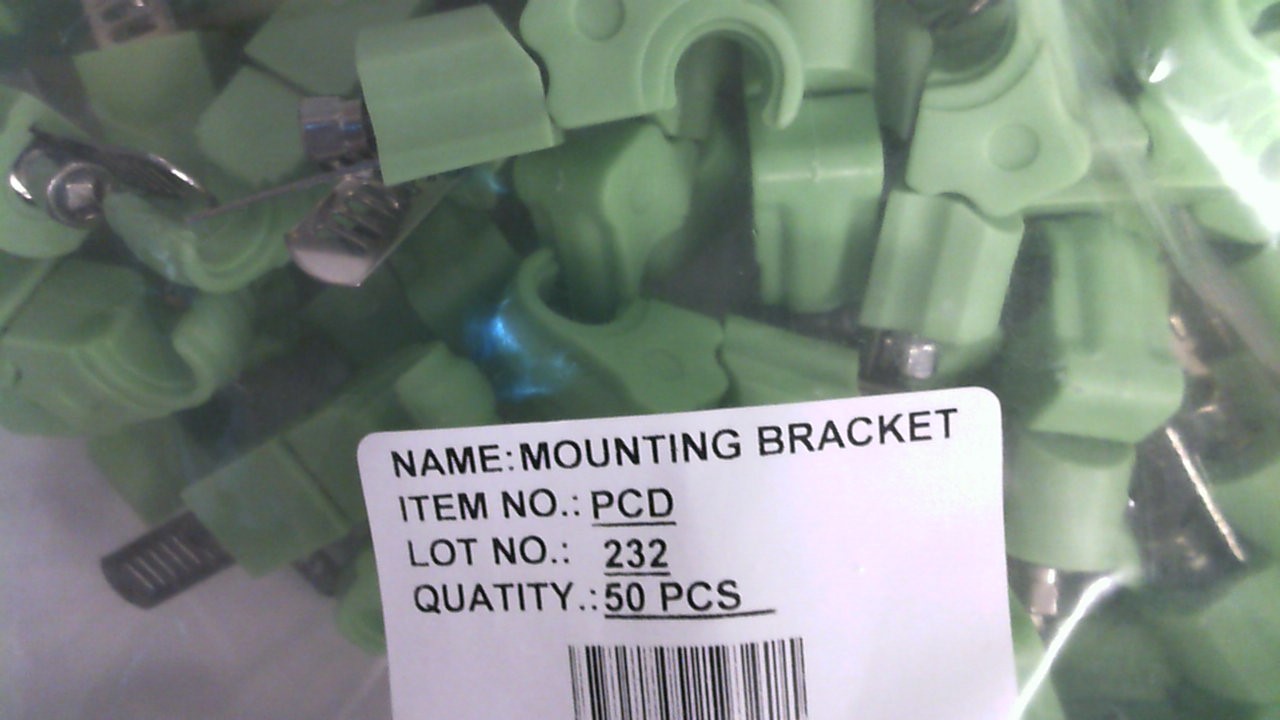 NAME:MOUNTING BRACKET
ITEM NO.: PCD
LOT NO.: 232
QUATITY.:50 PCS